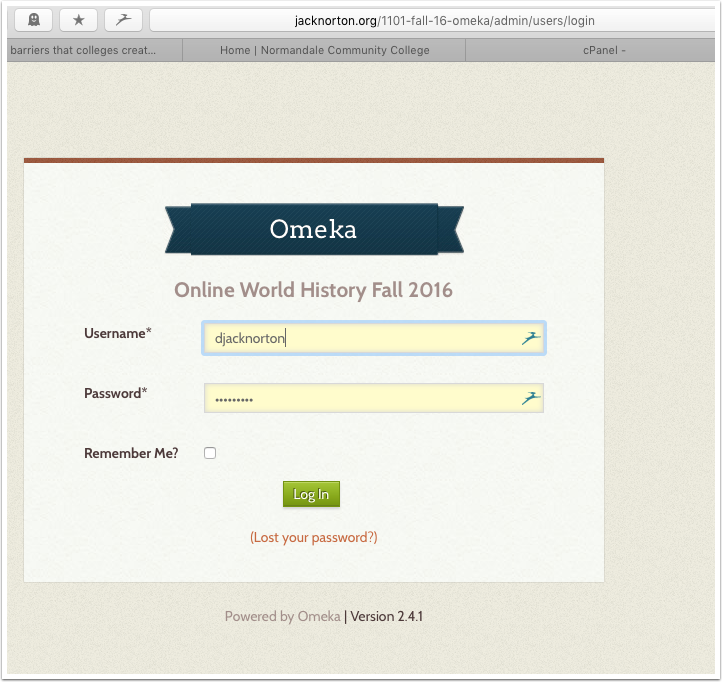 jacknorton.org/1101-fall-16-omeka/admin/users/login
barriers that colleges creat... Home | Normandale Community College cPanel -
Omeka
Online World History Fall 2016
Username* djacknorton
Password* •••••••••
Remember Me?
Log In
(Lost your password?)
Powered by Omeka | Version 2.4.1